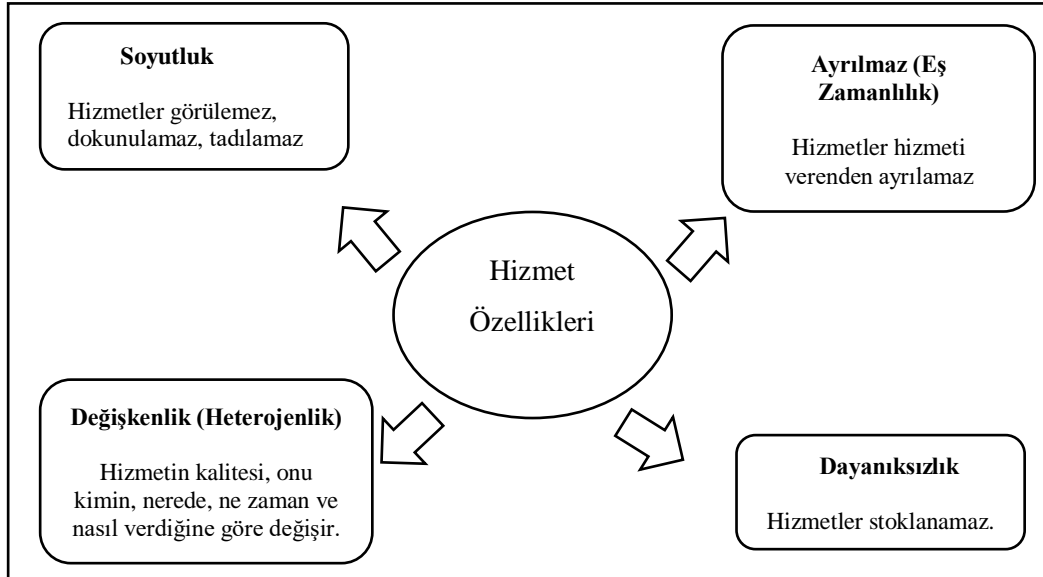 Soyutluk
Hizmetler görülemez,
dokunulamaz, tadılamaz
Ayrılmaz (Eş
Zamanlılık)
Hizmetler hizmeti
verenden ayrılamaz
Hizmet
Özellikleri
Değişkenlik (Heterojenlik)
Hizmetin kalitesi, onu
kimin, nerede, ne zaman ve
nasıl verdiğine göre değişir.
Dayanıksızlık
Hizmetler stoklanamaz.